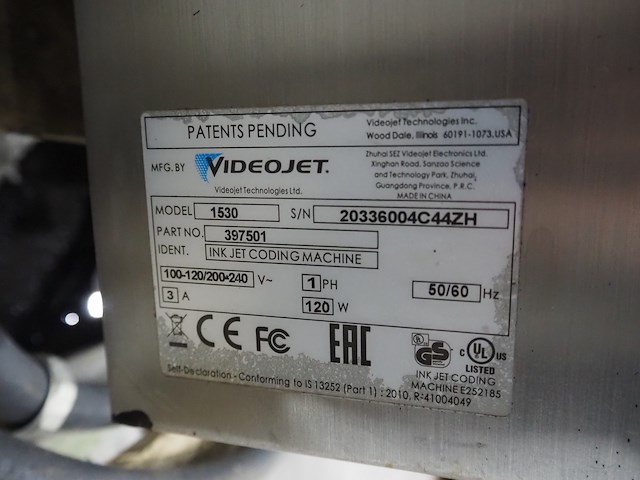 PATENTS PENDING
Videojet Technologies Inc.
Wood Dale, Illinois 60191-1073.USA
MFG. BY VIDEOJET.
Videojet Technologies Ltd.
Zhuhai SEZ Videojet Electronics Ltd.
Xinghan Road, Sanzao Science
and Technology Park, Zhuhai,
Guangdong Province, P.R.C.
MADE IN CHINA
MODEL 1530 S/N 20336004C44ZH
PART NO. 397501
IDENT. INK JET CODING MACHINE
100-120/200-240 V~ 1 PH 50/60 Hz
3 A 120 W
CE FC EAC
GS
C UL US
LISTED
INK JET CODING
MACHINE E252185
Self-Declaration - Conforming to IS 13252 (Part 1) : 2010, R-41004049